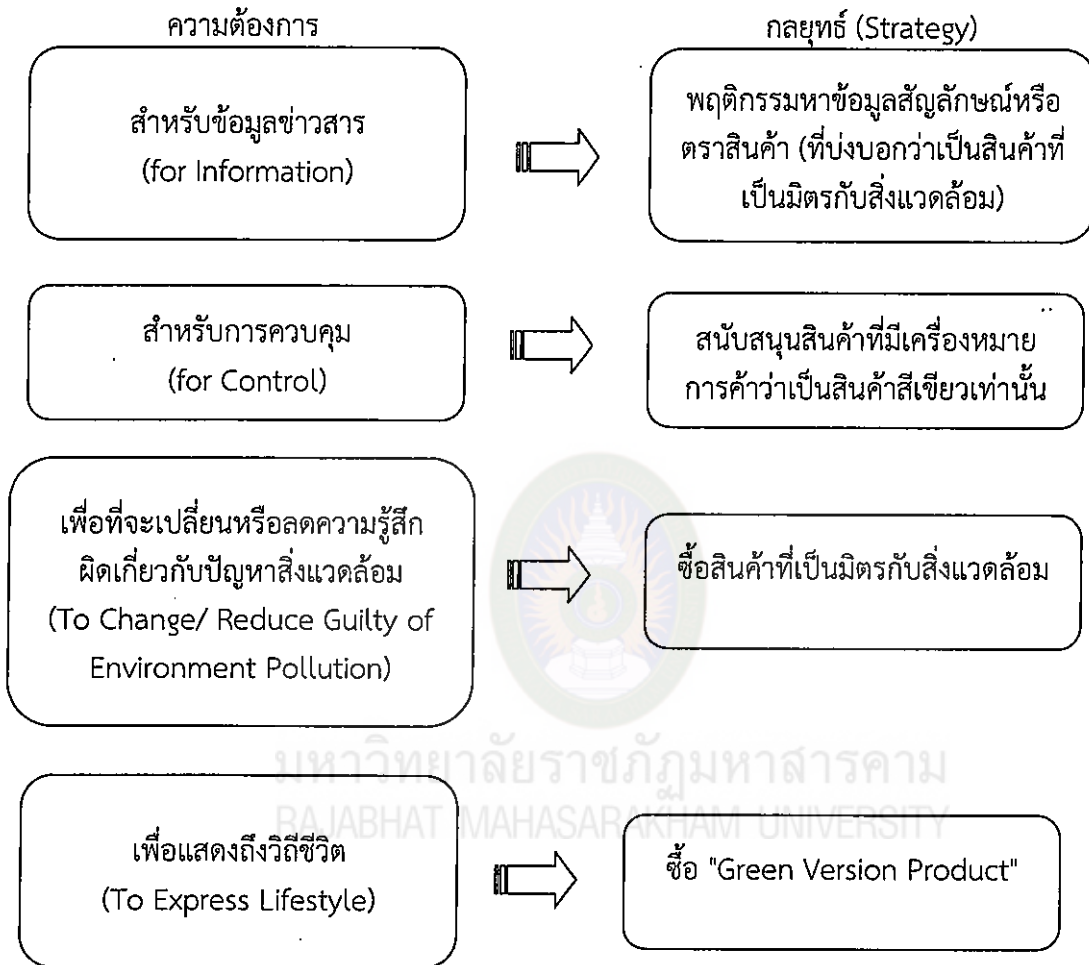 ความต้องการ
กลยุทธ์ (Strategy)
สำหรับข้อมูลข่าวสาร
(for Information)
พฤติกรรมหาข้อมูลสัญลักษณ์หรือ
ตราสินค้า (ที่บ่งบอกว่าเป็นสินค้าที่
เป็นมิตรกับสิ่งแวดล้อม)
สำหรับการควบคุม
(for Control)
สนับสนุนสินค้าที่มีเครื่องหมาย
การค้าว่าเป็นสินค้าสีเขียวเท่านั้น
เพื่อที่จะเปลี่ยนหรือลดความรู้สึก
ผิดเกี่ยวกับปัญหาสิ่งแวดล้อม
(To Change/ Reduce Guilty of
Environment Pollution)
ซื้อสินค้าที่เป็นมิตรกับสิ่งแวดล้อม
มหาวิทยาลัยราชภัฏมหาสารคาม
RAJABHAT MAHASARAKHAM UNIVERSITY
เพื่อแสดงถึงวิถีชีวิต
(To Express Lifestyle)
ซื้อ "Green Version Product"